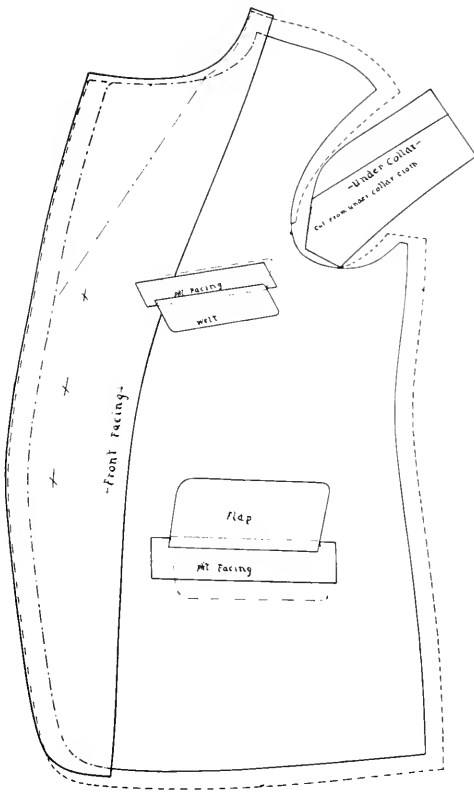 -Under Collar-
Cut From under collar Cloth
pkt Facing
welt
-Front Facing-
Flap
pkt Facing